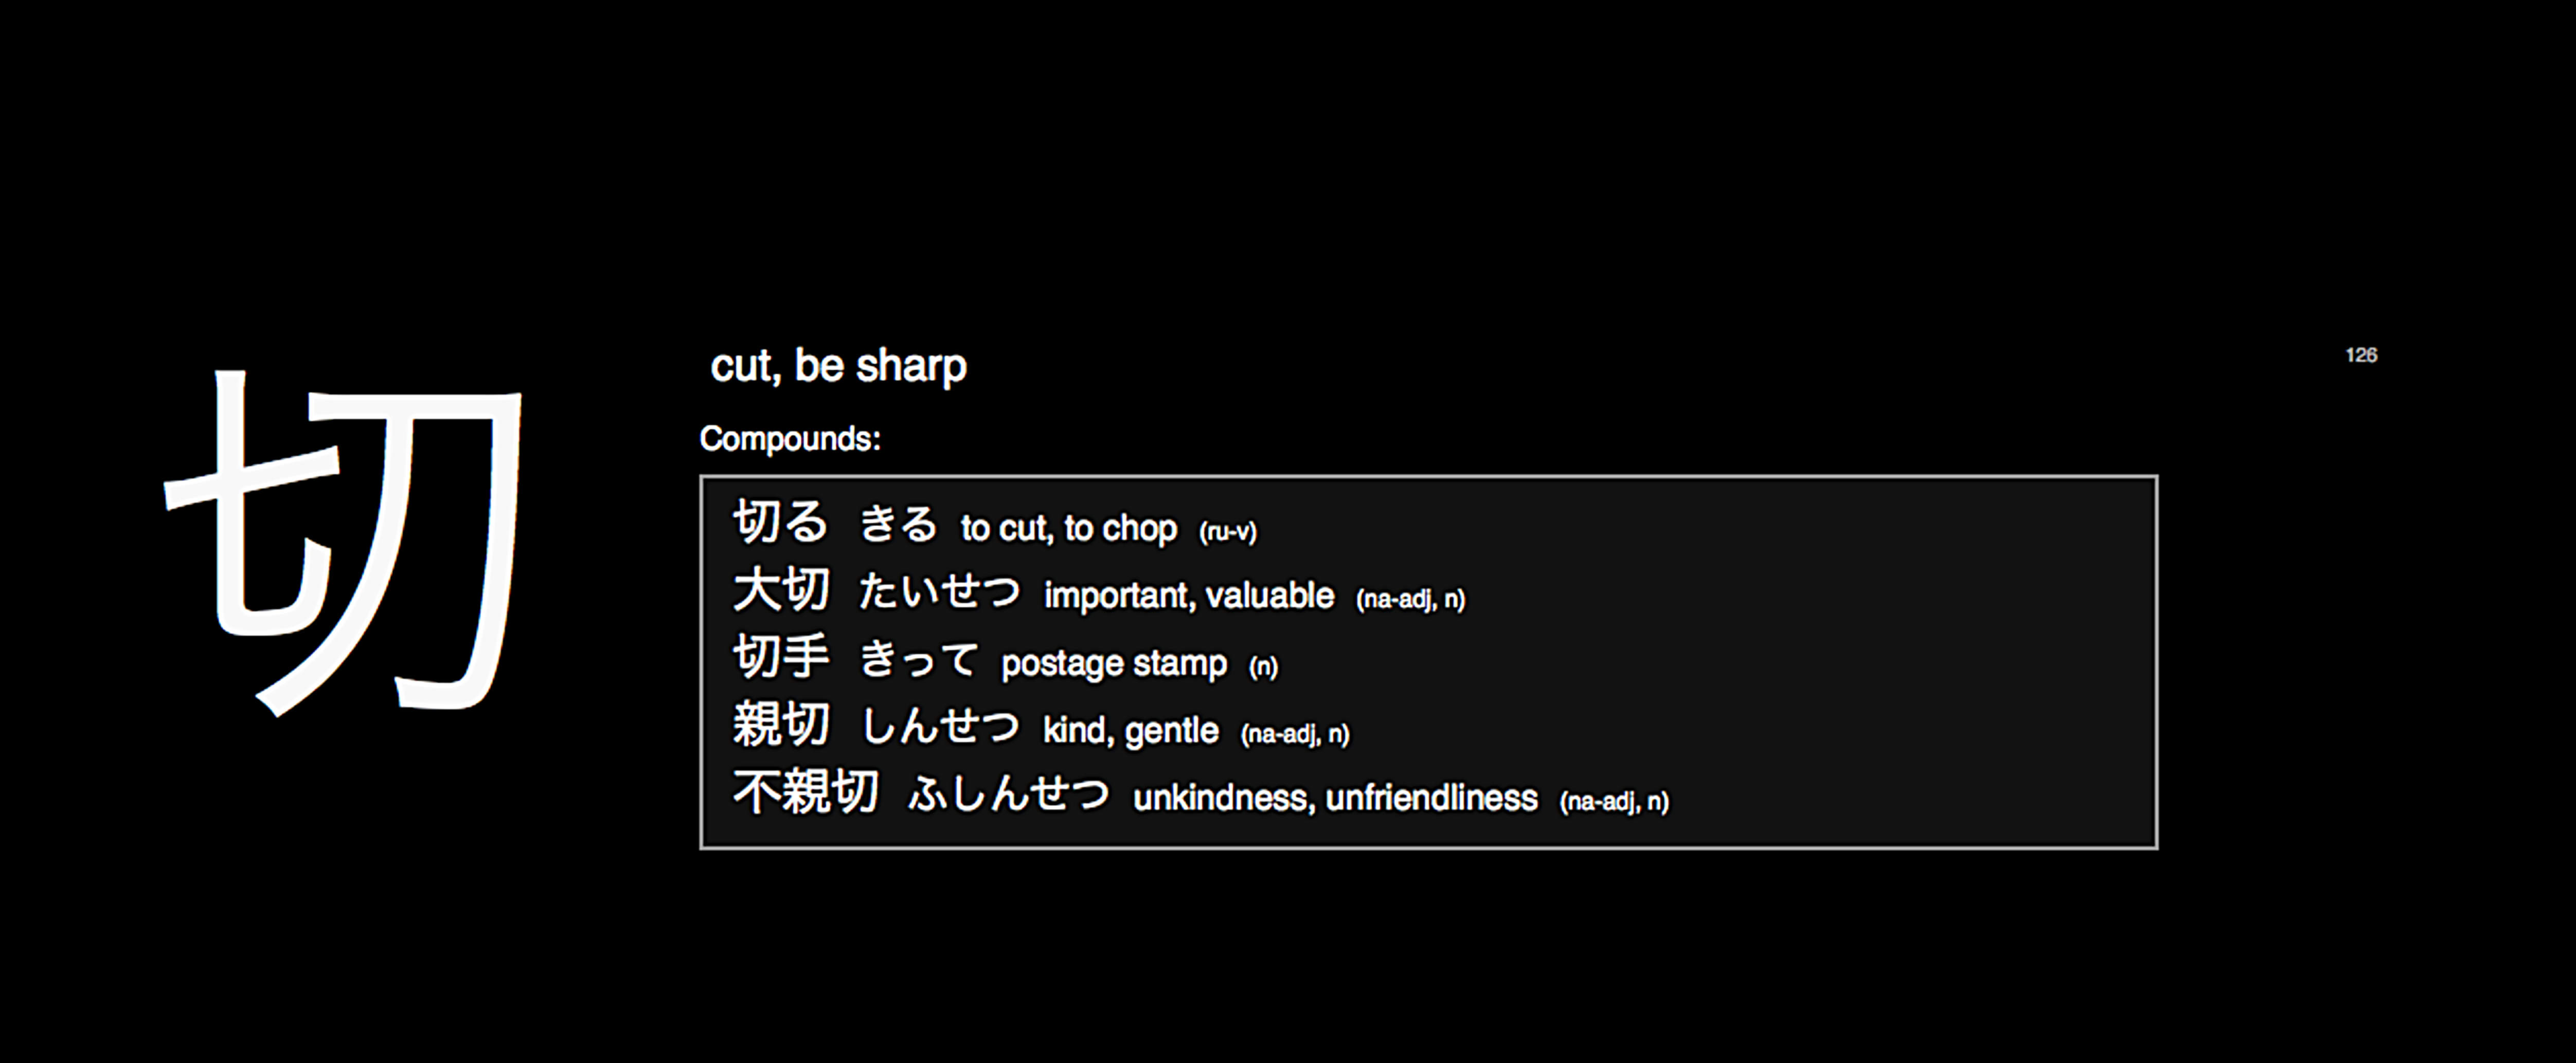 切
cut, be sharp
126
Compounds:
切る きる to cut, to chop (ru-v)
大切 たいせつ important, valuable (na-adj, n)
切手 きって postage stamp (n)
親切 しんせつ kind, gentle (na-adj, n)
不親切 ふしんせつ unkindness, unfriendliness (na-adj, n)